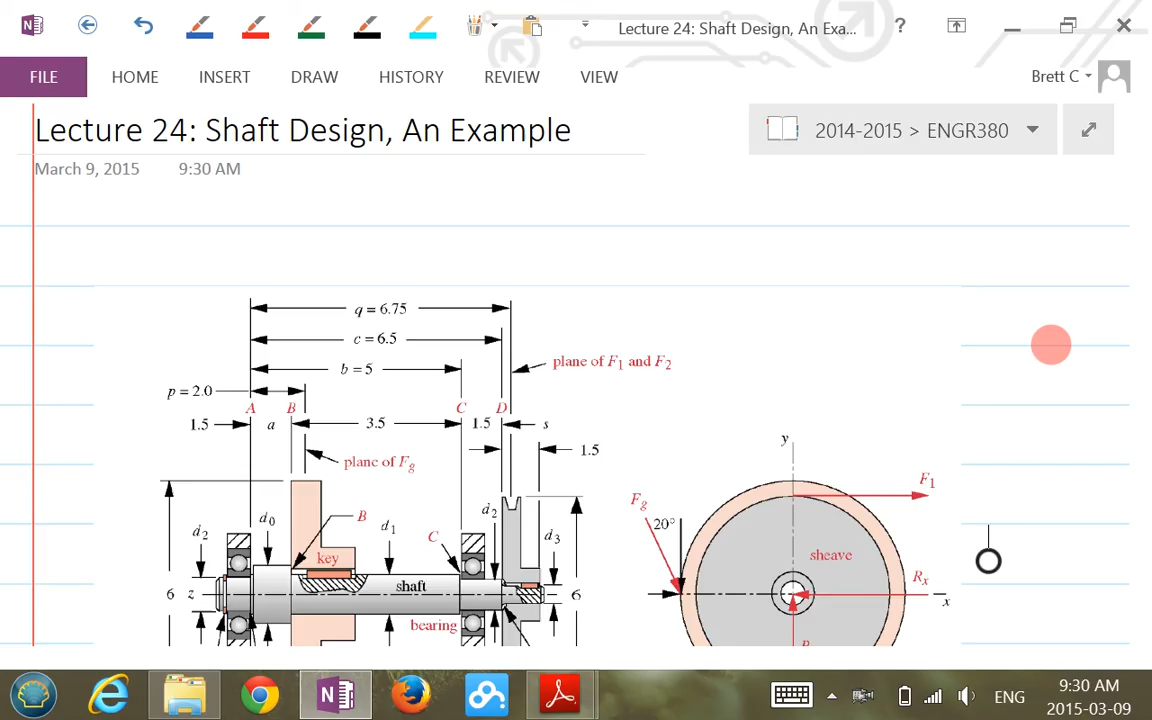 Lecture 24: Shaft Design, An Exa...
?
FILE HOME INSERT DRAW HISTORY REVIEW VIEW
Brett C
Lecture 24: Shaft Design, An Example
2014-2015 > ENGR380
March 9, 2015 9:30 AM
q = 6.75
c = 6.5
plane of F1 and F2
b = 5
p = 2.0
A B C D
1.5 a 3.5 1.5 s
1.5
plane of Fg
y
F1
Fg
20°
d2 d0 B d1 C d2 d3
key
sheave
shaft
Rx
6 z 6
x
bearing
ENG
9:30 AM
2015-03-09